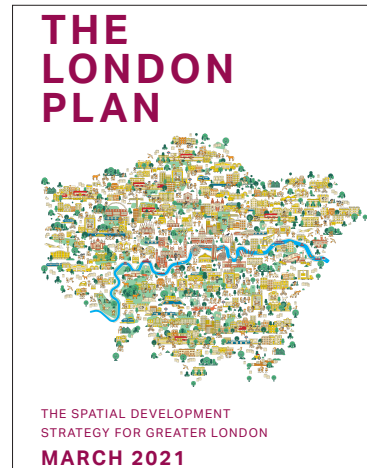 THE
LONDON
PLAN
THE SPATIAL DEVELOPMENT
STRATEGY FOR GREATER LONDON
MARCH 2021